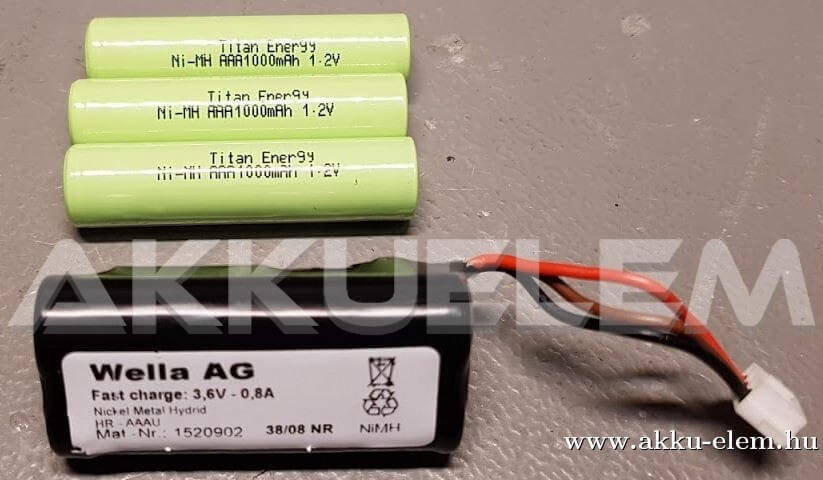 Titan Energy
Ni-MH AAA1000mAh 1.2V
Titan Energy
Ni-MH AAA1000mAh 1.2V
Titan Energy
Ni-MH AAA1000mAh 1.2V
AKKUELEM
Wella AG
Fast charge: 3,6V - 0,8A
Nickel Metal Hydrid
HR - AAAU
Mat.-Nr.: 1520902 38/08 NR
NiMH
www.akku-elem.hu